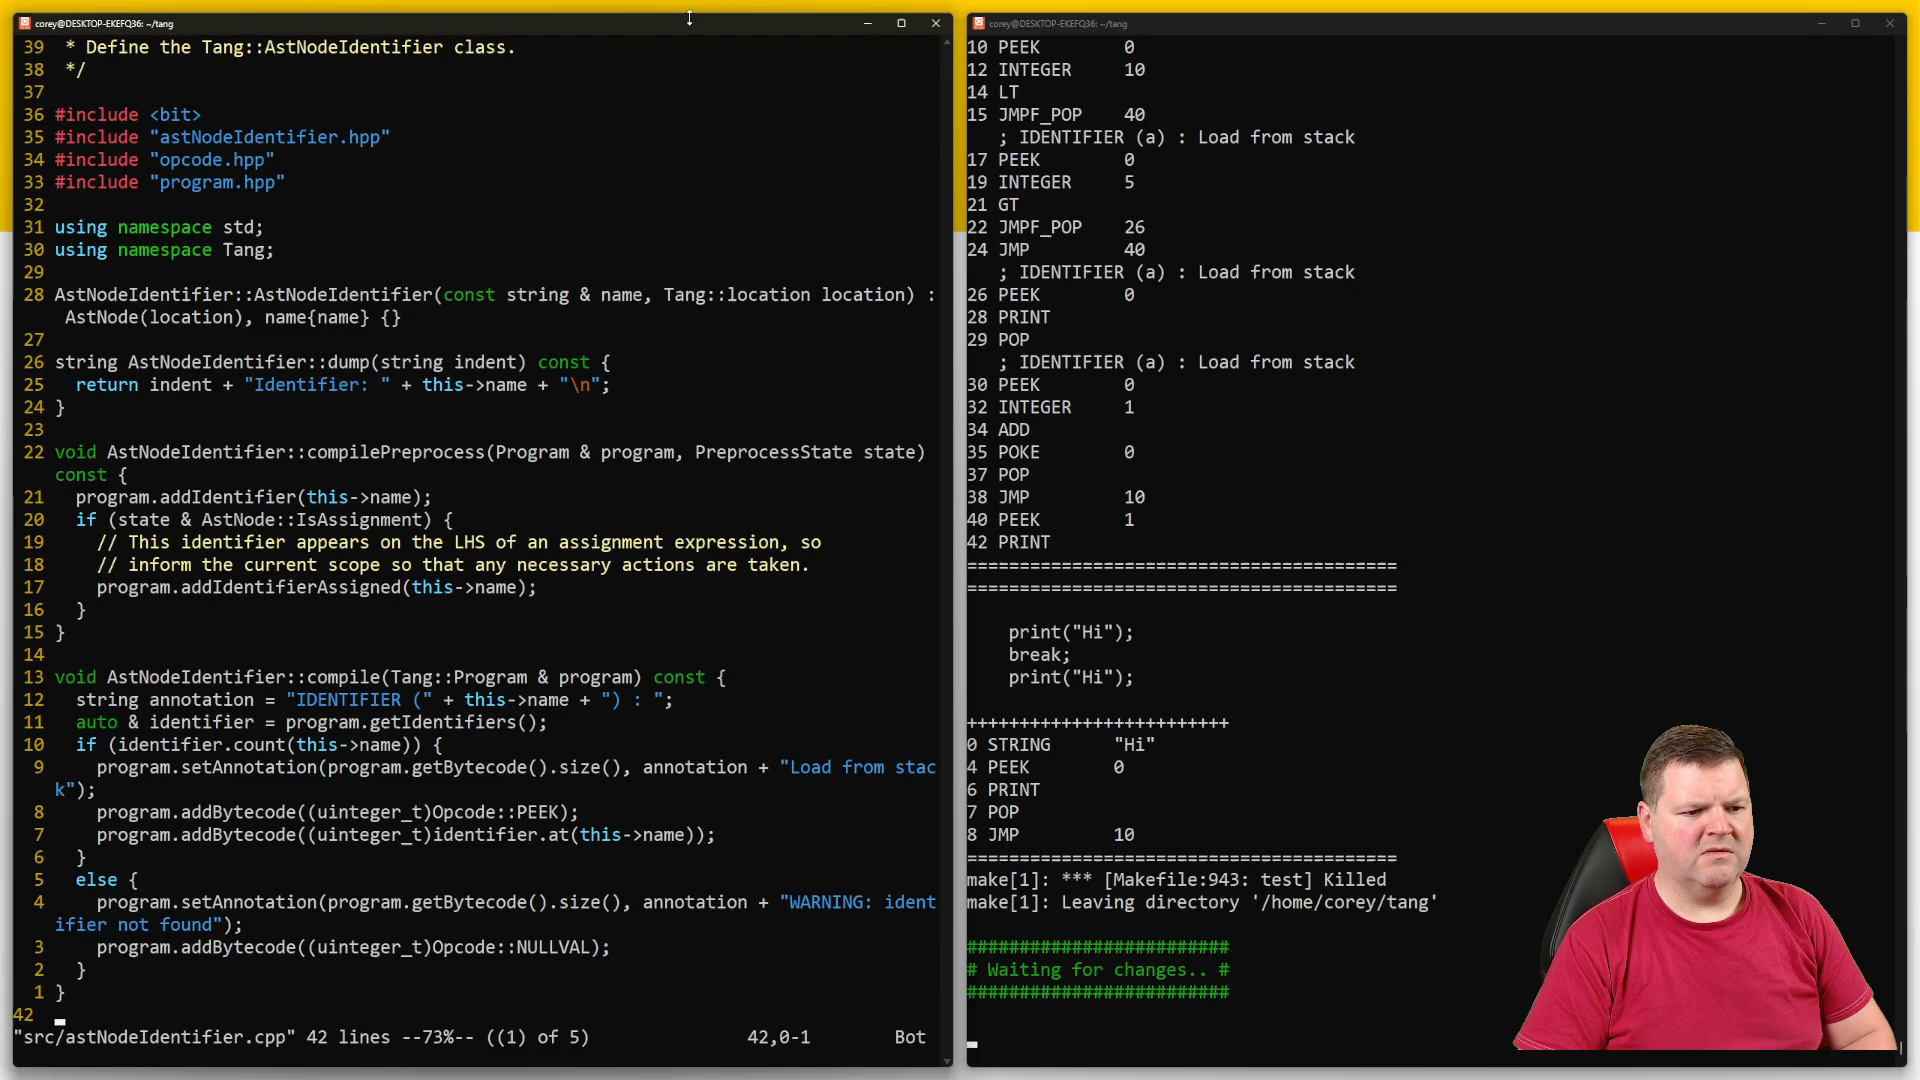 corey@DESKTOP-EKEFQ36: ~/tang
39  * Define the Tang::AstNodeIdentifier class.
38  */
37
36 #include <bit>
35 #include "astNodeIdentifier.hpp"
34 #include "opcode.hpp"
33 #include "program.hpp"
32
31 using namespace std;
30 using namespace Tang;
29
28 AstNodeIdentifier::AstNodeIdentifier(const string & name, Tang::location location) :
 AstNode(location), name{name} {}
27
26 string AstNodeIdentifier::dump(string indent) const {
25   return indent + "Identifier: " + this->name + "\n";
24 }
23
22 void AstNodeIdentifier::compilePreprocess(Program & program, PreprocessState state)
const {
21   program.addIdentifier(this->name);
20   if (state & AstNode::IsAssignment) {
19     // This identifier appears on the LHS of an assignment expression, so
18     // inform the current scope so that any necessary actions are taken.
17     program.addIdentifierAssigned(this->name);
16   }
15 }
14
13 void AstNodeIdentifier::compile(Tang::Program & program) const {
12   string annotation = "IDENTIFIER (" + this->name + ") : ";
11   auto & identifier = program.getIdentifiers();
10   if (identifier.count(this->name)) {
9     program.setAnnotation(program.getBytecode().size(), annotation + "Load from stac
k");
8     program.addBytecode((uinteger_t)Opcode::PEEK);
7     program.addBytecode((uinteger_t)identifier.at(this->name));
6   }
5   else {
4     program.setAnnotation(program.getBytecode().size(), annotation + "WARNING: ident
ifier not found");
3     program.addBytecode((uinteger_t)Opcode::NULLVAL);
2   }
1 }
42
"src/astNodeIdentifier.cpp" 42 lines --73%-- ((1) of 5) 42,0-1 Bot
corey@DESKTOP-EKEFQ36: ~/tang
10 PEEK 0
12 INTEGER 10
14 LT
15 JMPF_POP 40
; IDENTIFIER (a) : Load from stack
17 PEEK 0
19 INTEGER 5
21 GT
22 JMPF_POP 26
24 JMP 40
; IDENTIFIER (a) : Load from stack
26 PEEK 0
28 PRINT
29 POP
; IDENTIFIER (a) : Load from stack
30 PEEK 0
32 INTEGER 1
34 ADD
35 POKE 0
37 POP
38 JMP 10
40 PEEK 1
42 PRINT
=========================================
=========================================
print("Hi");
break;
print("Hi");
+++++++++++++++++++++++++
0 STRING "Hi"
4 PEEK 0
6 PRINT
7 POP
8 JMP 10
=========================================
make[1]: *** [Makefile:943: test] Killed
make[1]: Leaving directory '/home/corey/tang'
#########################
# Waiting for changes.. #
#########################